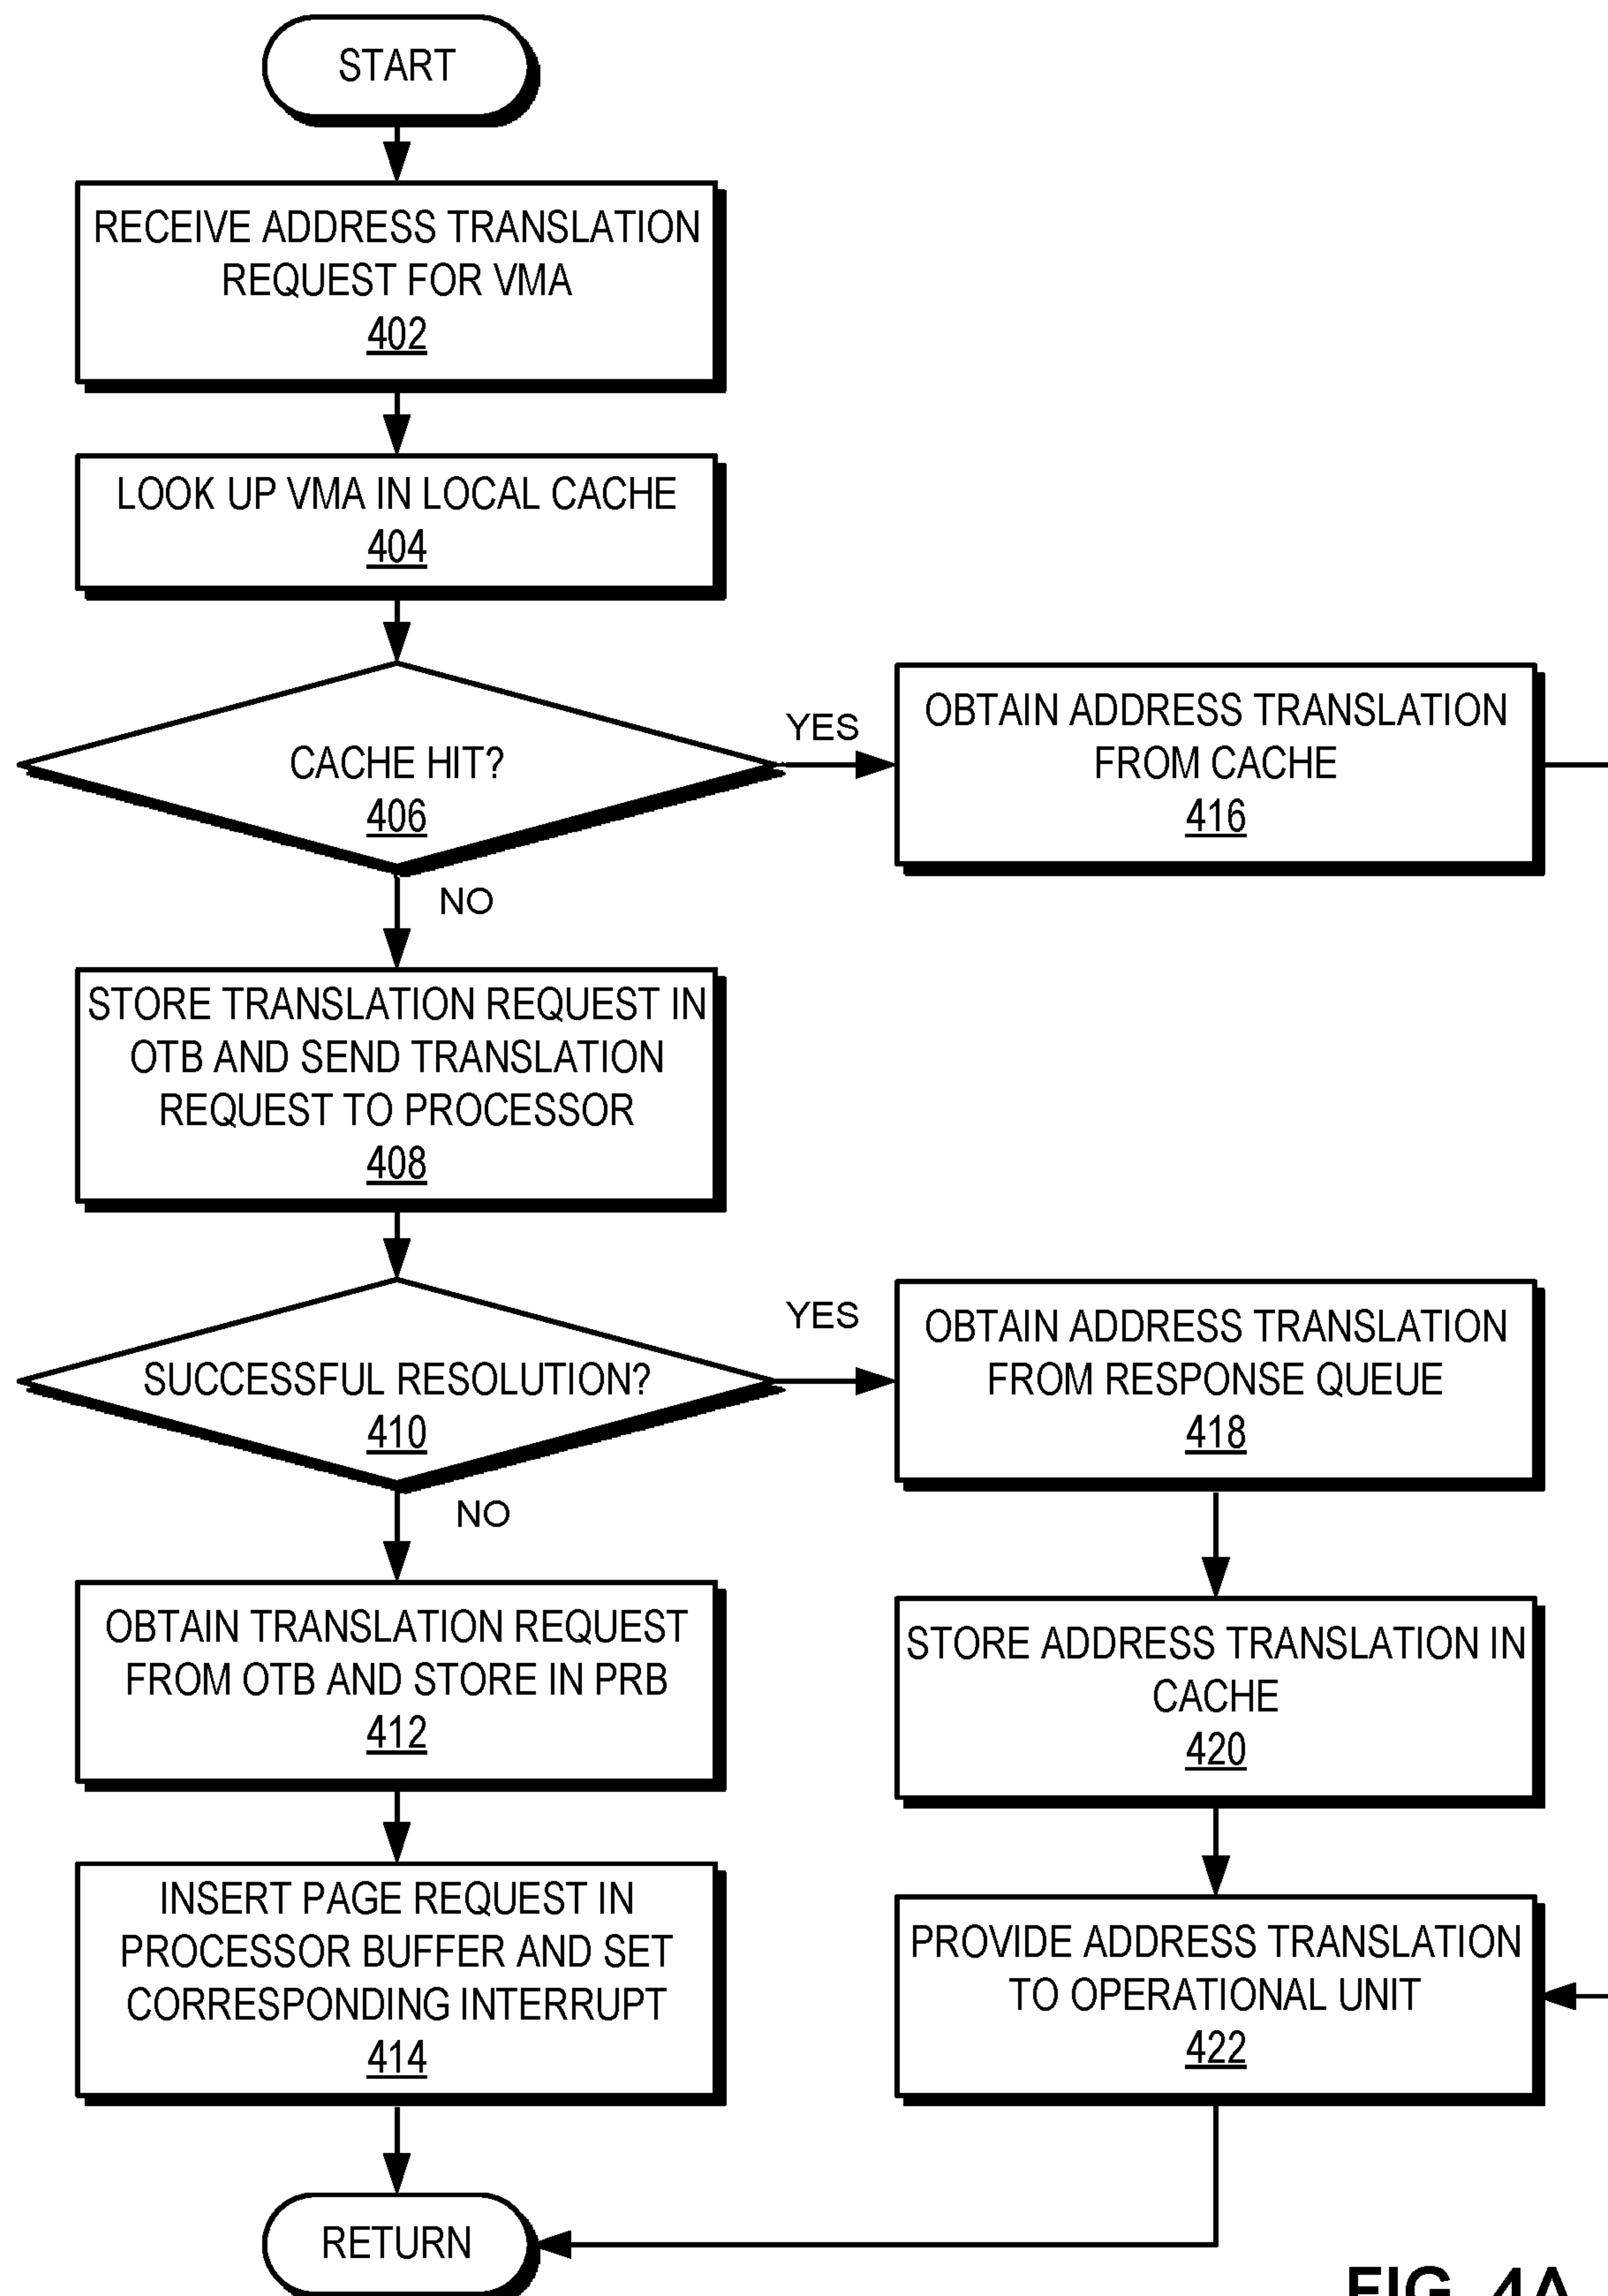 START
RECEIVE ADDRESS TRANSLATION
REQUEST FOR VMA
402
LOOK UP VMA IN LOCAL CACHE
404
CACHE HIT?
406
YES
OBTAIN ADDRESS TRANSLATION
FROM CACHE
416
NO
STORE TRANSLATION REQUEST IN
OTB AND SEND TRANSLATION
REQUEST TO PROCESSOR
408
SUCCESSFUL RESOLUTION?
410
YES
OBTAIN ADDRESS TRANSLATION
FROM RESPONSE QUEUE
418
NO
OBTAIN TRANSLATION REQUEST
FROM OTB AND STORE IN PRB
412
STORE ADDRESS TRANSLATION IN
CACHE
420
INSERT PAGE REQUEST IN
PROCESSOR BUFFER AND SET
CORRESPONDING INTERRUPT
414
PROVIDE ADDRESS TRANSLATION
TO OPERATIONAL UNIT
422
RETURN
FIG. 4A